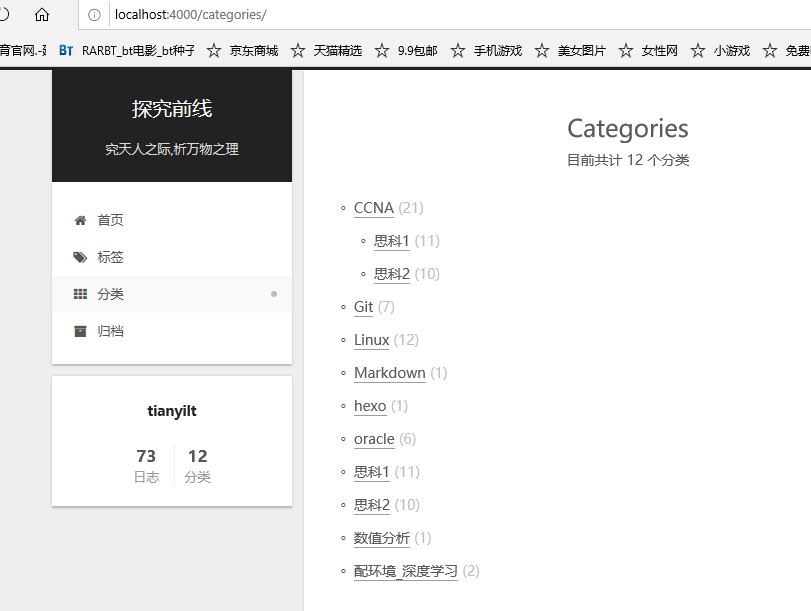 localhost:4000/categories/
育官网.-更 BT RARBT_bt电影_bt种子 京东商城 天猫精选 9.9包邮 手机游戏 美女图片 女性网 小游戏 免费
探究前线
究天人之际,析万物之理
首页
标签
分类
归档
tianyilt
73 12
日志 分类
Categories
目前共计 12 个分类
CCNA (21)
思科1 (11)
思科2 (10)
Git (7)
Linux (12)
Markdown (1)
hexo (1)
oracle (6)
思科1 (11)
思科2 (10)
数值分析 (1)
配环境_深度学习 (2)